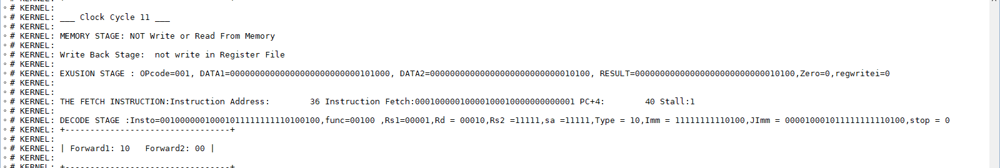 # KERNEL:
# KERNEL: ___ Clock Cycle 11 ___
# KERNEL:
# KERNEL: MEMORY STAGE: NOT Write or Read From Memory
# KERNEL:
# KERNEL: Write Back Stage:  not write in Register File
# KERNEL:
# KERNEL: EXUSION STAGE : OPcode=001, DATA1=00000000000000000000000000101000, DATA2=00000000000000000000000000010100, RESULT=00000000000000000000000000010100,Zero=0,regwritei=0
# KERNEL:
# KERNEL:
# KERNEL: THE FETCH INSTRUCTION:Instruction Address:        36 Instruction Fetch:00010000010000100010000000000001 PC+4:        40 Stall:1
# KERNEL:
# KERNEL: DECODE STAGE :Insto=00100000010001011111111110100100,func=00100 ,Rs1=00001,Rd = 00010,Rs2 =11111,sa =11111,Type = 10,Imm = 11111111110100,JImm = 000010001011111111110100,stop = 0
# KERNEL: +---------------------------------+
# KERNEL:
# KERNEL: | Forward1: 10   Forward2: 00 |
# KERNEL:
# KERNEL: +---------------------------------+